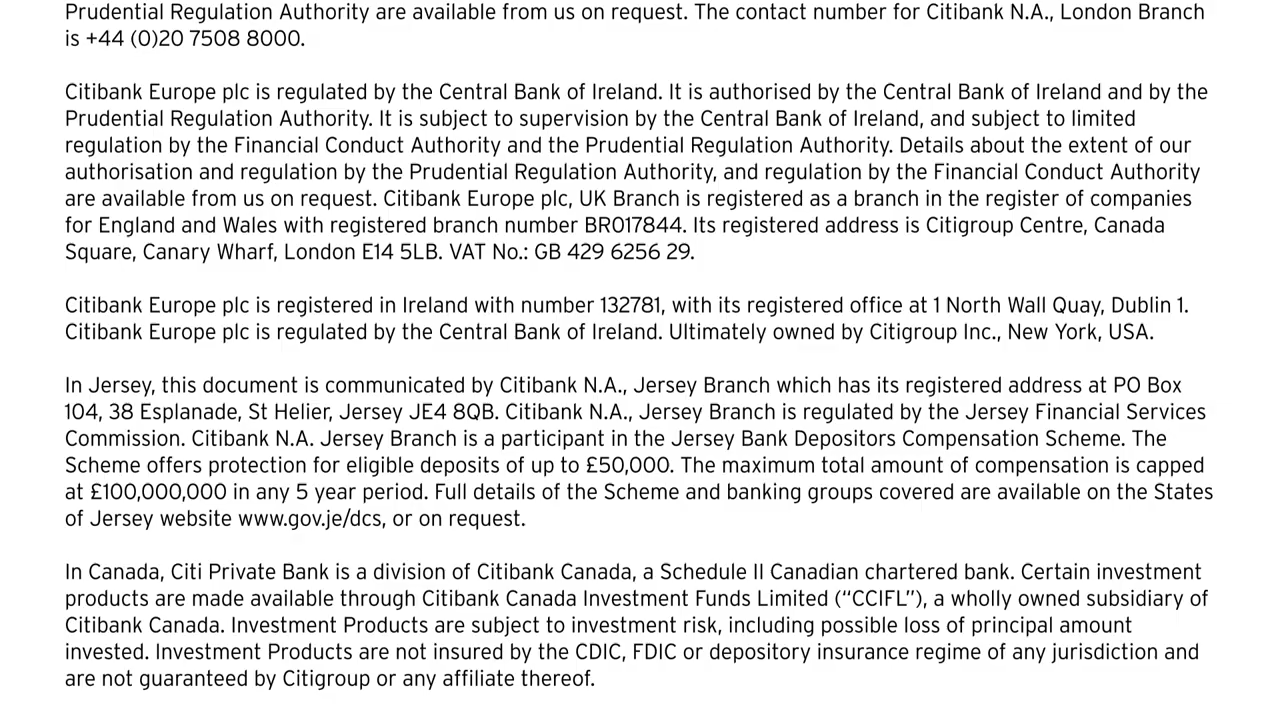 Prudential Regulation Authority are available from us on request. The contact number for Citibank N.A., London Branch
is +44 (0)20 7508 8000.
Citibank Europe plc is regulated by the Central Bank of Ireland. It is authorised by the Central Bank of Ireland and by the
Prudential Regulation Authority. It is subject to supervision by the Central Bank of Ireland, and subject to limited
regulation by the Financial Conduct Authority and the Prudential Regulation Authority. Details about the extent of our
authorisation and regulation by the Prudential Regulation Authority, and regulation by the Financial Conduct Authority
are available from us on request. Citibank Europe plc, UK Branch is registered as a branch in the register of companies
for England and Wales with registered branch number BR017844. Its registered address is Citigroup Centre, Canada
Square, Canary Wharf, London E14 5LB. VAT No.: GB 429 6256 29.
Citibank Europe plc is registered in Ireland with number 132781, with its registered office at 1 North Wall Quay, Dublin 1.
Citibank Europe plc is regulated by the Central Bank of Ireland. Ultimately owned by Citigroup Inc., New York, USA.
In Jersey, this document is communicated by Citibank N.A., Jersey Branch which has its registered address at PO Box
104, 38 Esplanade, St Helier, Jersey JE4 8QB. Citibank N.A., Jersey Branch is regulated by the Jersey Financial Services
Commission. Citibank N.A. Jersey Branch is a participant in the Jersey Bank Depositors Compensation Scheme. The
Scheme offers protection for eligible deposits of up to £50,000. The maximum total amount of compensation is capped
at £100,000,000 in any 5 year period. Full details of the Scheme and banking groups covered are available on the States
of Jersey website www.gov.je/dcs, or on request.
In Canada, Citi Private Bank is a division of Citibank Canada, a Schedule II Canadian chartered bank. Certain investment
products are made available through Citibank Canada Investment Funds Limited (“CCIFL”), a wholly owned subsidiary of
Citibank Canada. Investment Products are subject to investment risk, including possible loss of principal amount
invested. Investment Products are not insured by the CDIC, FDIC or depository insurance regime of any jurisdiction and
are not guaranteed by Citigroup or any affiliate thereof.